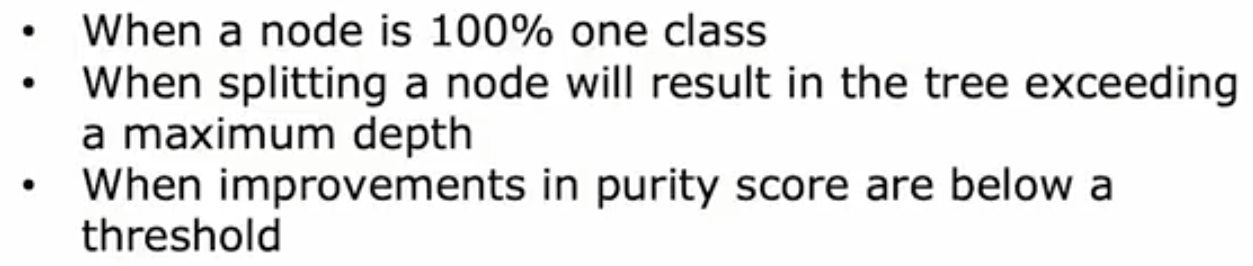 • When a node is 100% one class
• When splitting a node will result in the tree exceeding
a maximum depth
• When improvements in purity score are below a
threshold